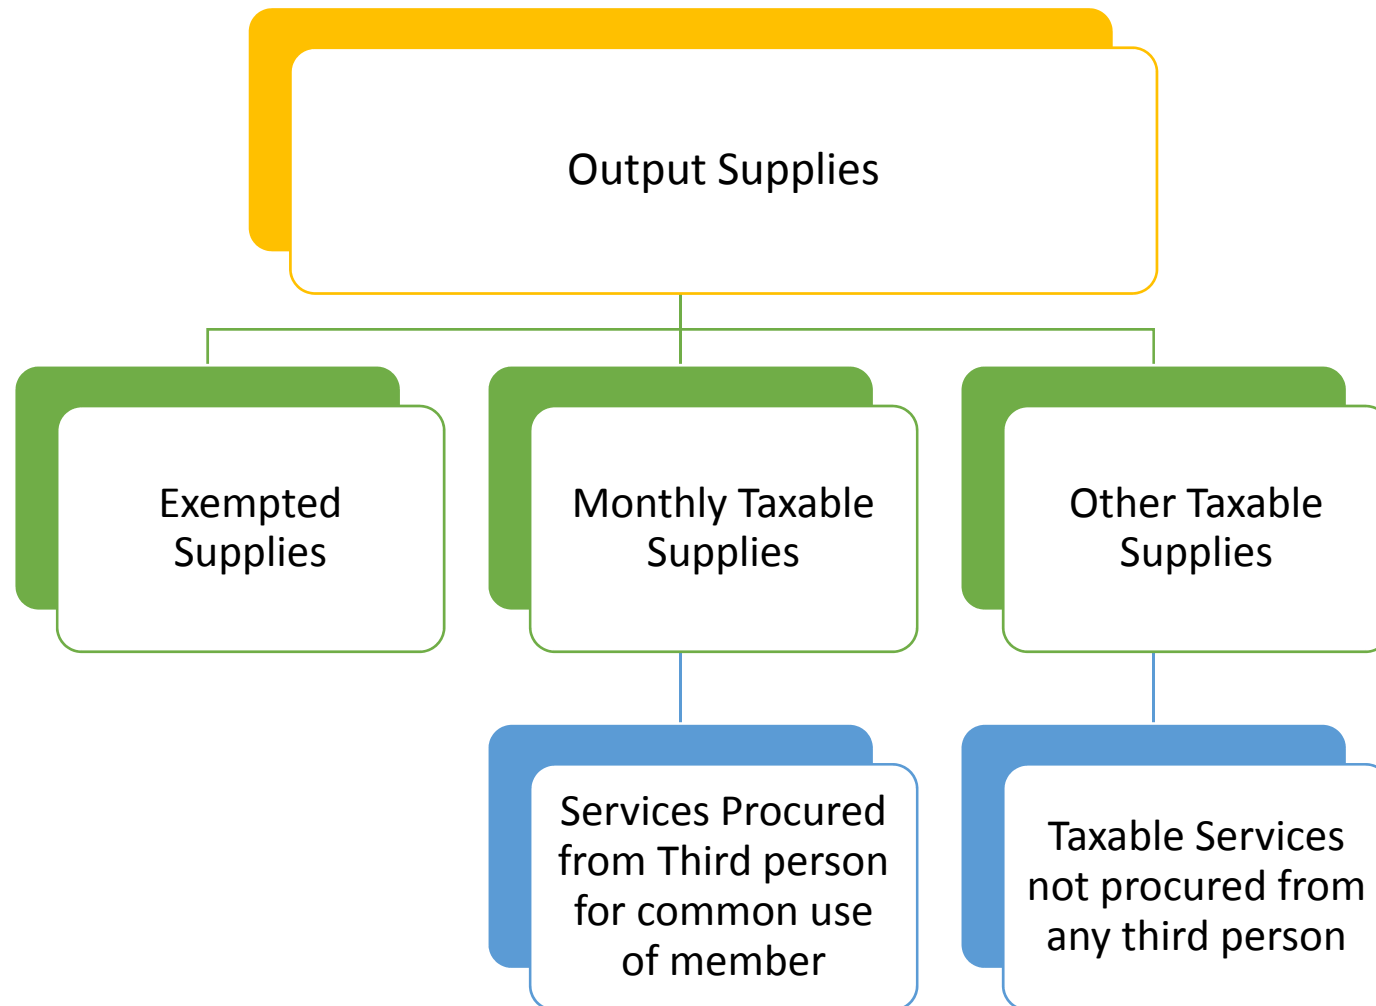 Output Supplies
Exempted
Supplies
Monthly Taxable
Supplies
Other Taxable
Supplies
Services Procured
from Third person
for common use
of member
Taxable Services
not procured from
any third person